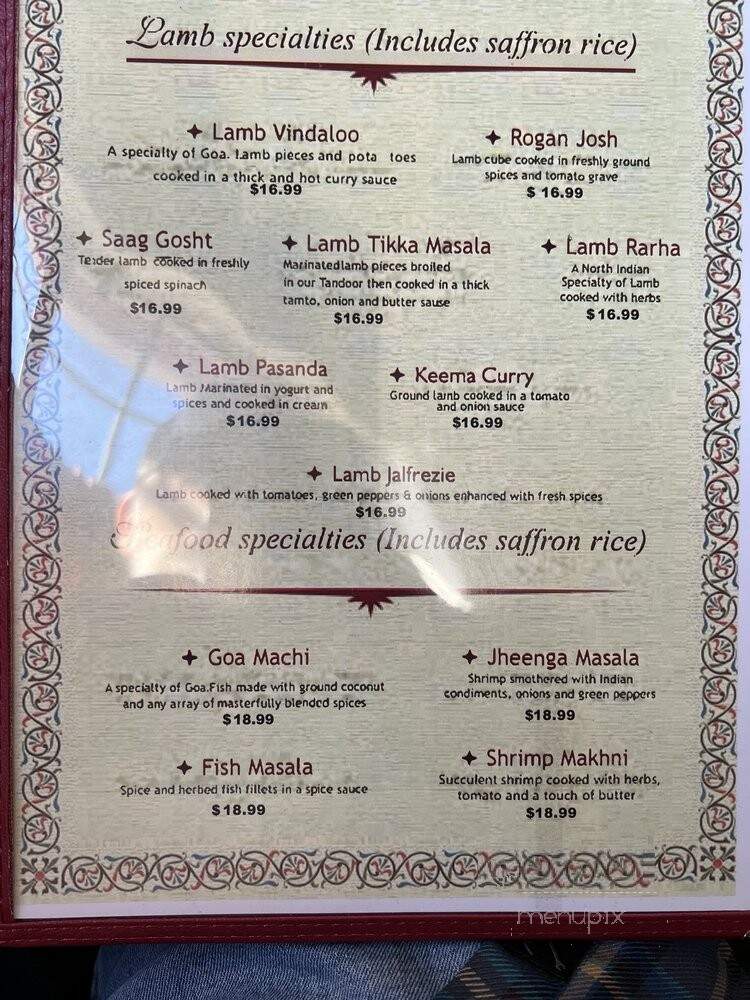 Lamb specialties (Includes saffron rice)
Lamb Vindaloo
A specialty of Goa. Lamb pieces and pota toes
cooked in a thick and hot curry sauce
$16.99
Rogan Josh
Lamb cube cooked in freshly ground
spices and tomato grave
$ 16.99
Saag Gosht
Tender lamb cooked in freshly
spiced spinach
$16.99
Lamb Tikka Masala
Marinatedlamb pieces broiled
in our Tandoor then cooked in a thick
tamto, onion and butter sause
$16.99
Lamb Rarha
A North Indian
Specialty of Lamb
cooked with herbs
$16.99
Lamb Pasanda
Lamb Marinated in yogurt and
spices and cooked in cream
$16.99
Keema Curry
Ground lamb cooked in a tomato
and onion sauce
$16.99
Lamb Jalfrezie
Lamb cooked with tomatoes, green peppers & onions enhanced with fresh spices
$16.99
Seafood specialties (Includes saffron rice)
Goa Machi
A specialty of Goa.Fish made with ground coconut
and any array of masterfully blended spices
$18.99
Jheenga Masala
Shrimp smothered with Indian
condiments, onions and green peppers
$18.99
Fish Masala
Spice and herbed fish fillets in a spice sauce
$18.99
Shrimp Makhni
Succulent shrimp cooked with herbs,
tomato and a touch of butter
$18.99
menupix